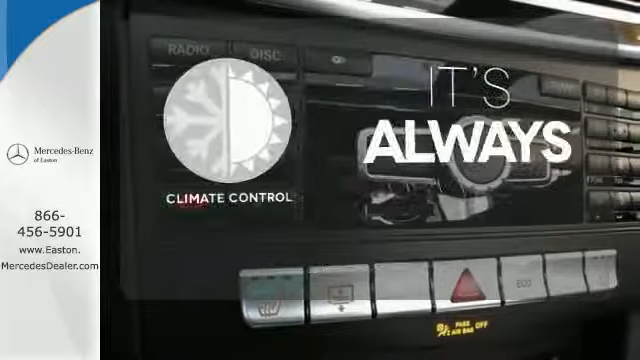 Mercedes-Benz
of Easton
866-
456-5901
www.Easton.
MercedesDealer.com
RADIO DISC
CLIMATE CONTROL
IT'S
ALWAYS
ECO
PASS
AIR BAG OFF